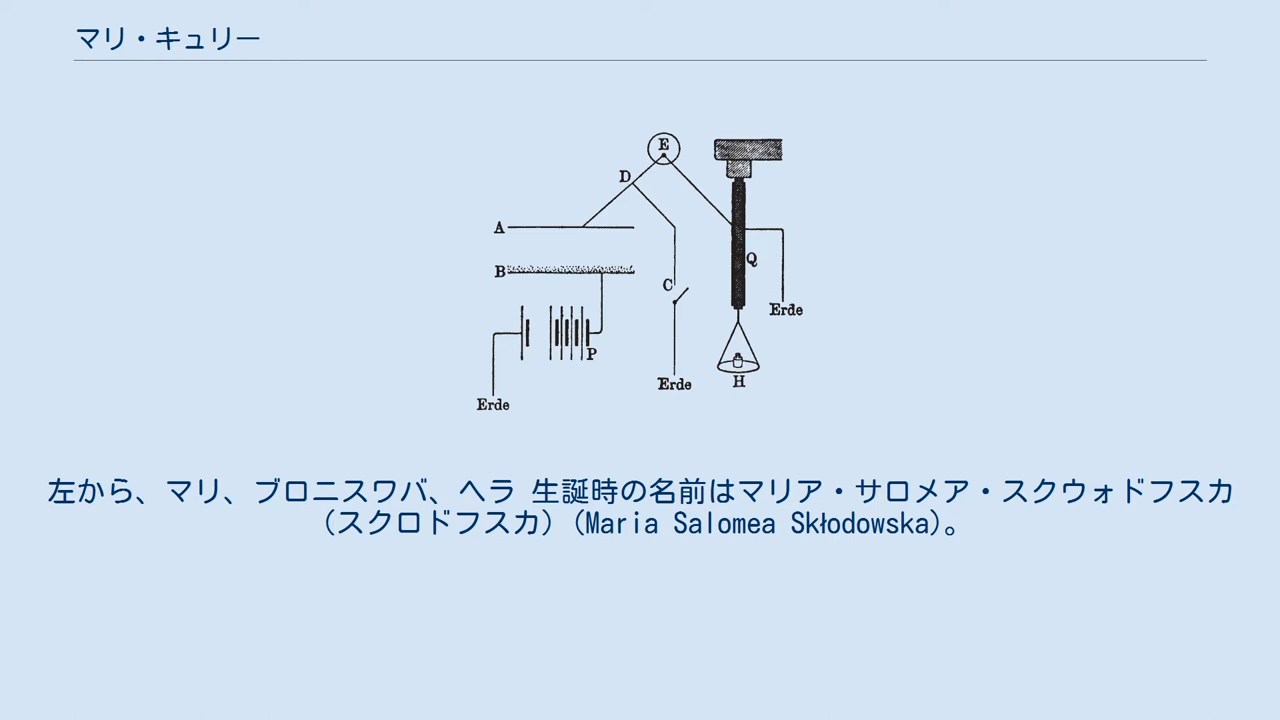 マリ・キュリー
E
D
A
B
C
Q
P
Erde
Erde
Erde
H
左から、マリ、ブロニスワバ、ヘラ 生誕時の名前はマリア・サロメア・スクウォドフスカ
(スクロドフスカ) (Maria Salomea Skłodowska)。